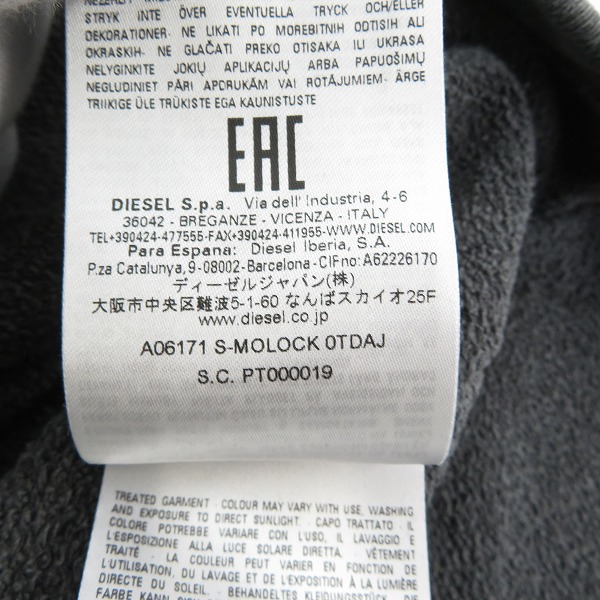 STRYK INTE ÖVER EVENTUELLA TRYCK OCH/ELLER
DEKORATIONER. NE LIKATI PO MOREBITNIH ODTISIH ALI
OKRASKIH- NE GLAČATI PREKO OTISAKA ILI UKRASA
NELYGINKITE JOKIŲ APLIKACIJŲ ARBA PAPUOŠIMŲ
NEGLUDINIET PĀRI APDRUKĀM VAI ROTĀJUMIEM- ÄRGE
TRIIKIGE ÜLE TRÜKISTE EGA KAUNISTUSTE
EAC
DIESEL S.p.a. Via dell' Industria, 4-6
36042 - BREGANZE - VICENZA - ITALY
TEL+390424-477555-FAX+390424-411955-WWW.DIESEL.COM
Para Espana: Diesel Iberia, S.A.
P.za Catalunya, 9-08002-Barcelona-CIFno:A62226170
ディーゼルジャパン(株)
大阪市中央区難波5-1-60 なんばスカイオ25F
www.diesel.co.jp
A06171 S-MOLOCK 0TDAJ
S.C. PT000019
TREATED GARMENT - COLOUR MAY VARY WITH USE, WASHING
AND EXPOSURE TO DIRECT SUNLIGHT. CAPO TRATTATO - IL
COLORE POTREBBE VARIARE CON L'USO, IL LAVAGGIO E
L'ESPOSIZIONE ALLA LUCE SOLARE DIRETTA. VÊTEMENT
TRAITÉ - LA COULEUR PEUT VARIER EN FONCTION DE
L'UTILISATION, DU LAVAGE ET DE L'EXPOSITION À LA LUMIÈRE
DIRECTE DU SOLEIL. BEHANDELTES KLEIDUNGSSTÜCK - DIE
FARBE KANN